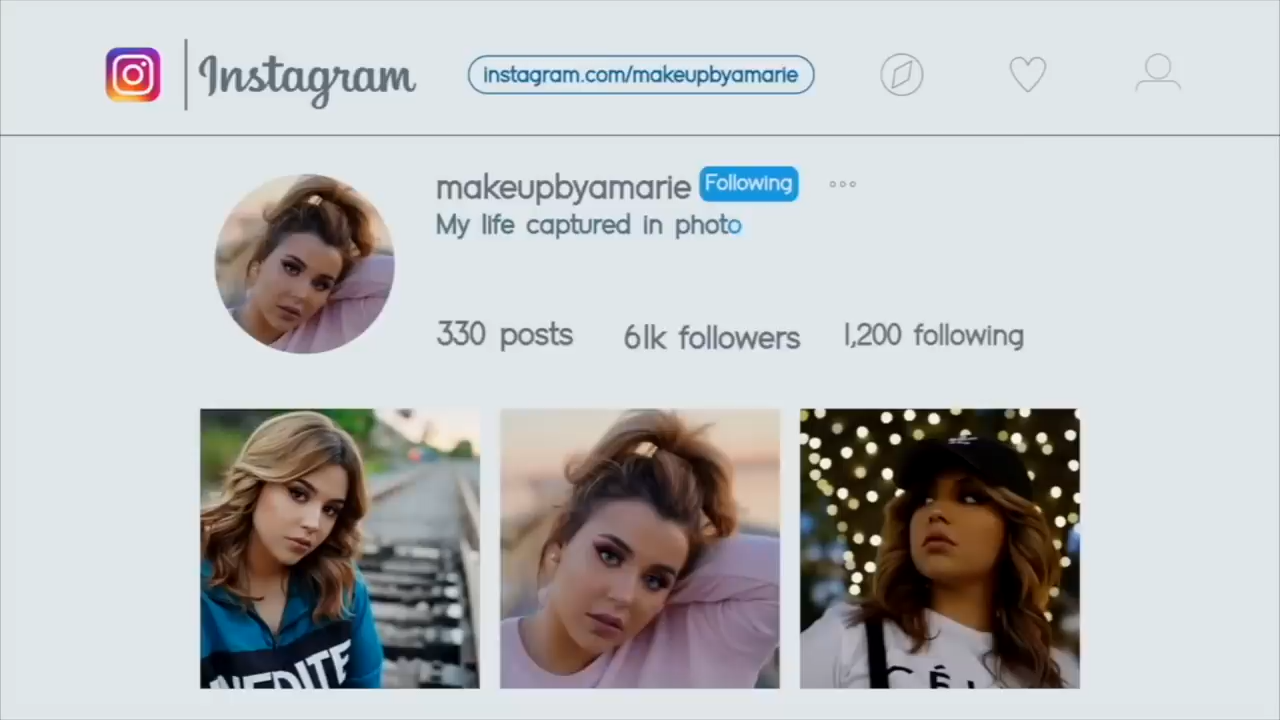 Instagram
instagram.com/makeupbyamarie
makeupbyamarie Following
My life captured in photo
330 posts 61k followers 1,200 following